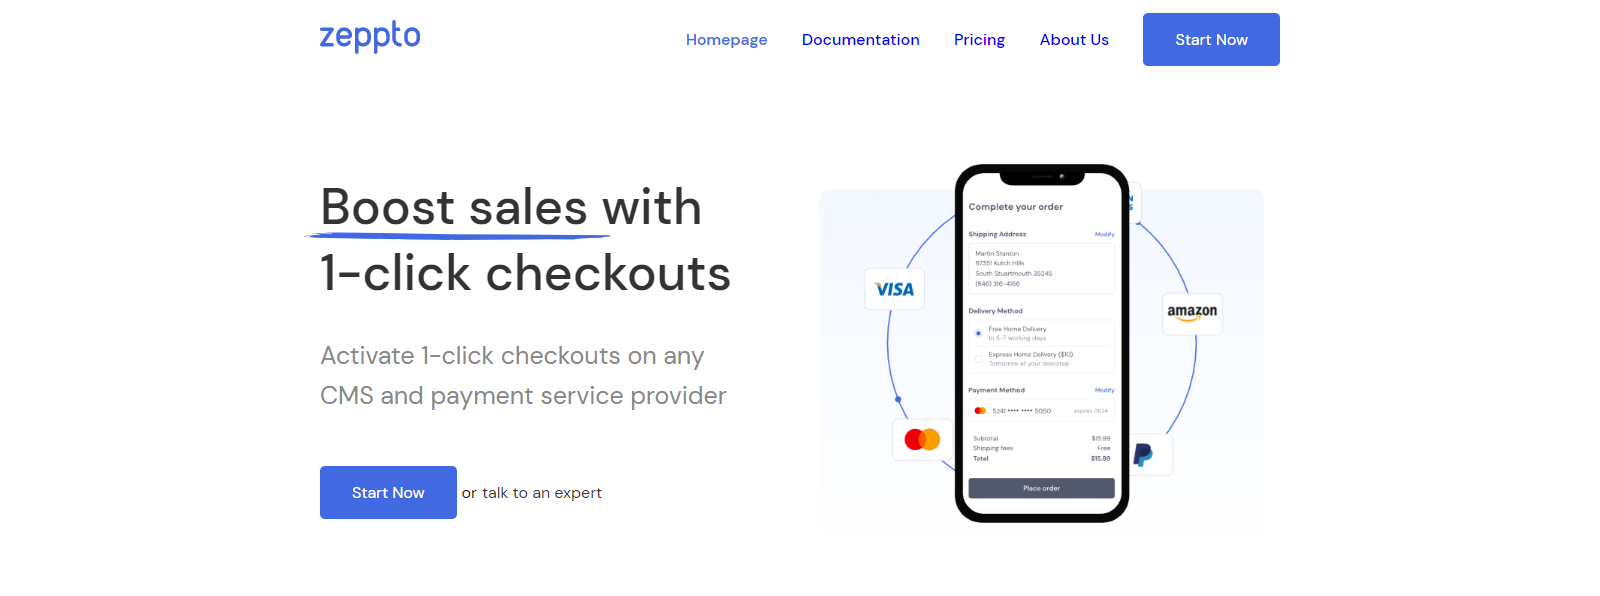 zeppto
Homepage
Documentation
Pricing
About Us
Start Now
Boost sales with
1-click checkouts
Activate 1-click checkouts on any
CMS and payment service provider
Start Now
or talk to an expert
Complete your order
Shipping Address
Modify
Martin Stanton
87351 Kutch Hills
South Stuartmouth 35245
(846) 316-4166
Delivery Method
Free Home Delivery
In 5-7 working days
Express Home Delivery ($10)
Tomorrow at your doorstep
Payment Method
Modify
5241 •••• •••• 5050
expires 01/24
Subtotal $15.99
Shipping fees Free
Total $15.99
Place order
VISA
amazon